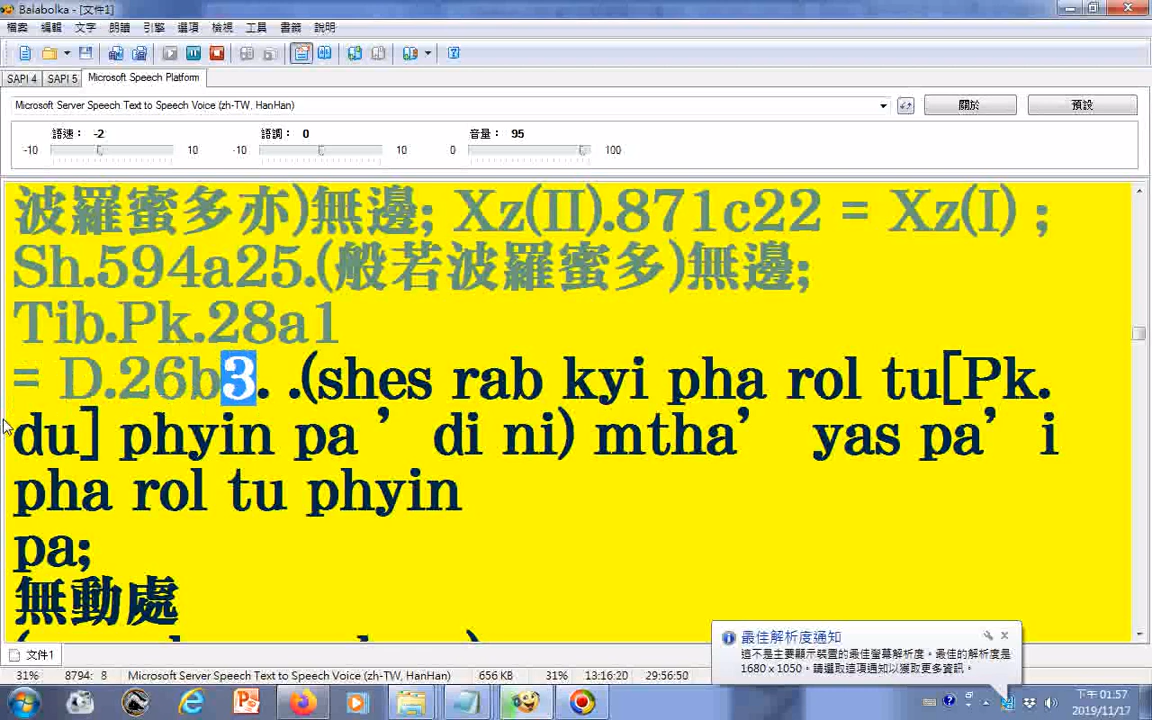 Balabolka - [文件1]
檔案 編輯 文字 朗讀 引擎 選項 檢視 工具 書籤 說明
SAPI 4 SAPI 5 Microsoft Speech Platform
Microsoft Server Speech Text to Speech Voice (zh-TW, HanHan) 關於 預設
語速： -2 語調： 0 音量： 95
-10 10 -10 10 0 100
波羅蜜多亦)無邊; Xz(II).871c22 = Xz(I) ;
Sh.594a25.(般若波羅蜜多)無邊;
Tib.Pk.28a1
= D.26b3. .(shes rab kyi pha rol tu[Pk.
du] phyin pa ’ di ni) mtha’ yas pa’ i
pha rol tu phyin
pa;
無動處
最佳解析度通知
這不是主要顯示裝置的最佳螢幕解析度。最佳的解析度是
1680 x 1050。請選取這項通知以獲取更多資訊。
文件1
31% 8794: 8 Microsoft Server Speech Text to Speech Voice (zh-TW, HanHan) 656 KB 31% 13:16:20 29:56:50
下午 01:57
2019/11/17